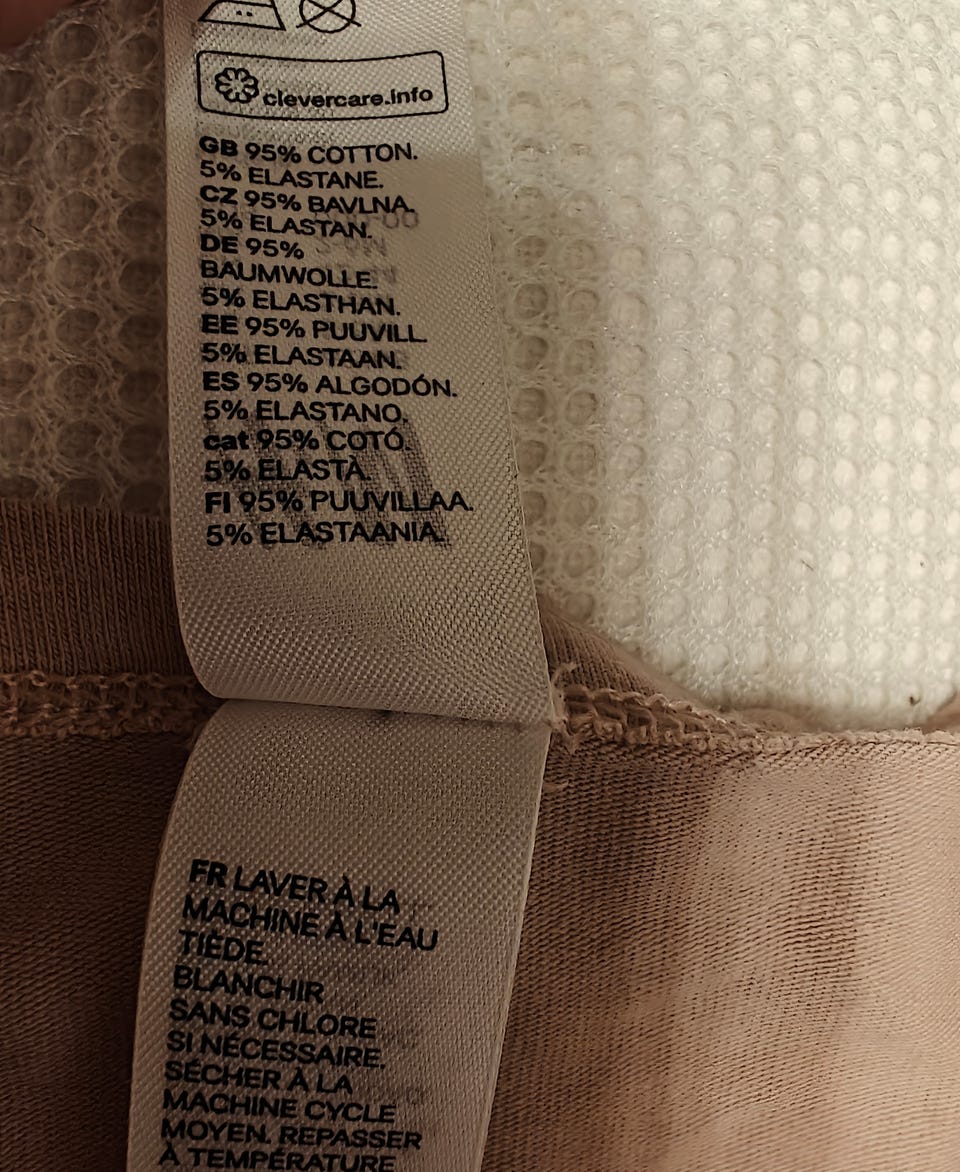 clevercare.info
GB 95% COTTON.
5% ELASTANE.
CZ 95% BAVLNA.
5% ELASTAN.
DE 95%
BAUMWOLLE.
5% ELASTHAN.
EE 95% PUUVILL
5% ELASTAAN.
ES 95% ALGODÓN.
5% ELASTANO.
cat 95% COTÓ.
5% ELASTÀ.
FI 95% PUUVILLAA.
5% ELASTAANIA.
FR LAVER À LA
MACHINE À L'EAU
TIÈDE.
BLANCHIR
SANS CHLORE
SI NÉCESSAIRE.
SÉCHER À LA
MACHINE CYCLE
MOYEN. REPASSER
À TEMPÉRATURE